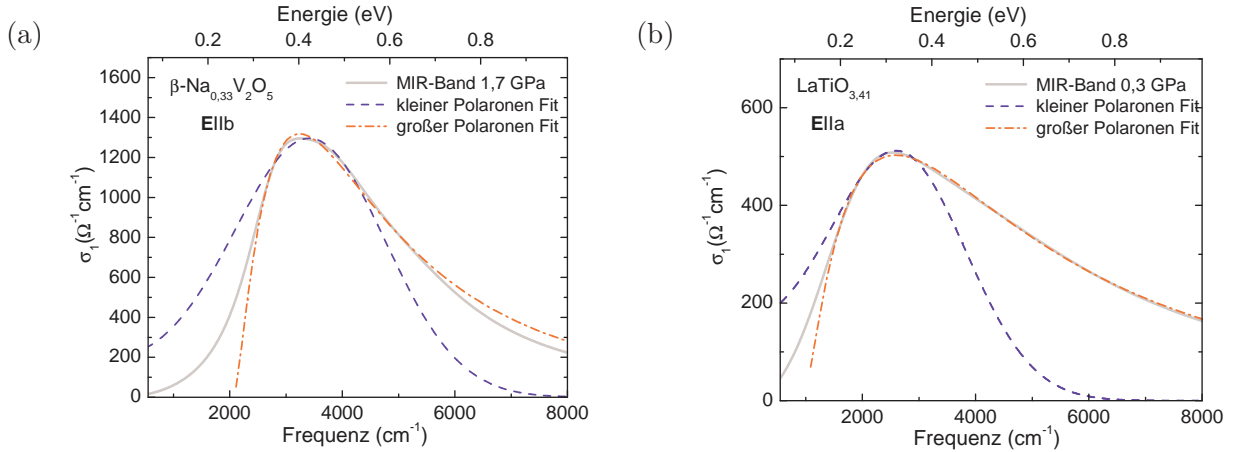 (a)
Energie (eV)
0.2 0.4 0.6 0.8
β-Na0,33V2O5
EIIb
MIR-Band 1,7 GPa
kleiner Polaronen Fit
großer Polaronen Fit
σ1(Ω-1cm-1)
1600
1400
1200
1000
800
600
400
200
0
2000 4000 6000 8000
Frequenz (cm-1)
(b)
Energie (eV)
0.2 0.4 0.6 0.8
LaTiO3,41
EIIa
MIR-Band 0,3 GPa
kleiner Polaronen Fit
großer Polaronen Fit
σ1(Ω-1cm-1)
600
400
200
0
2000 4000 6000 8000
Frequenz (cm-1)